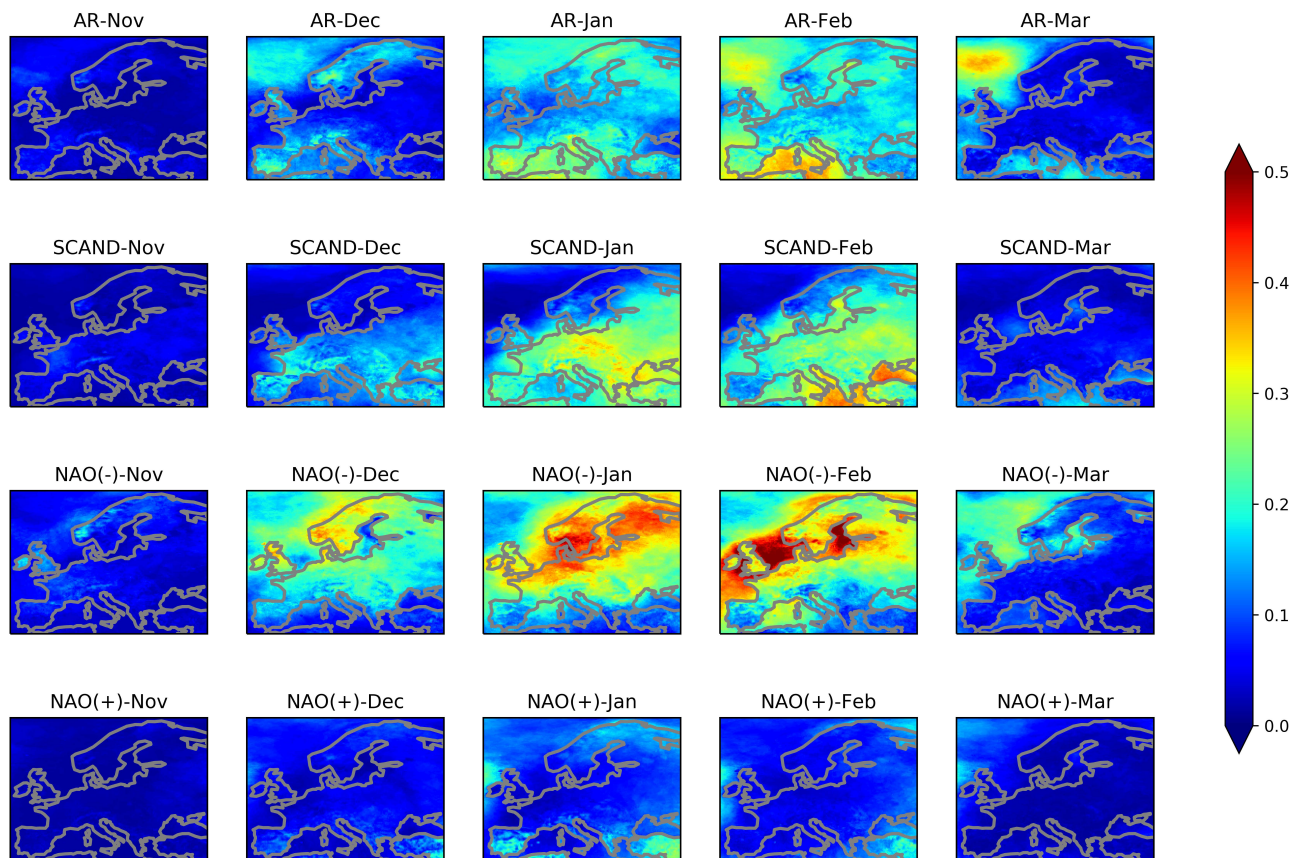 AR-Nov AR-Dec AR-Jan AR-Feb AR-Mar
SCAND-Nov SCAND-Dec SCAND-Jan SCAND-Feb SCAND-Mar
NAO(-)-Nov NAO(-)-Dec NAO(-)-Jan NAO(-)-Feb NAO(-)-Mar
NAO(+)-Nov NAO(+)-Dec NAO(+)-Jan NAO(+)-Feb NAO(+)-Mar
0.5
0.4
0.3
0.2
0.1
0.0